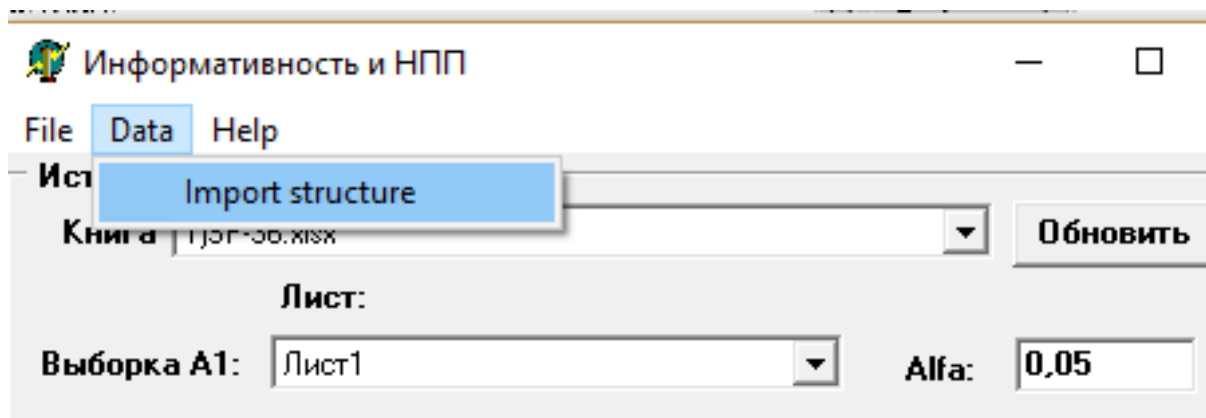 Информативность и НПП
File Data Help
Import structure
Книга
Обновить
Лист:
Выборка А1: Лист1 Alfa: 0,05